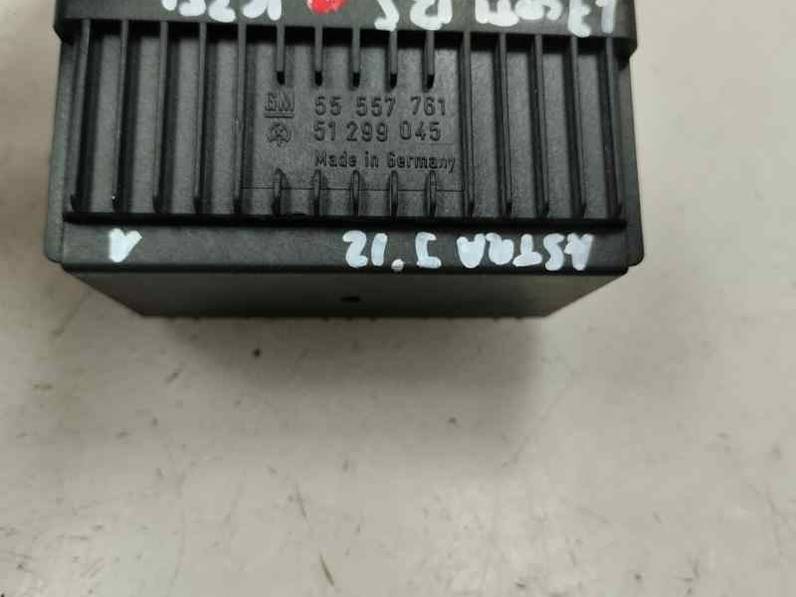 GM 55 557 761
51 299 045
Made in Germany
A ASTRA J'12